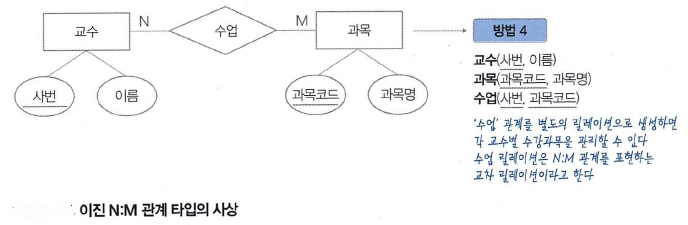 교수
N
수업
M
과목
사번
이름
과목코드
과목명
방법 4
교수(사번, 이름)
과목(과목코드, 과목명)
수업(사번, 과목코드)
'수업' 관계를 별도의 릴레이션으로 생성하면
각 교수별 수강과목을 관리할 수 있다
수업 릴레이션은 N:M 관계를 표현하는
교차 릴레이션이라고 한다
이진 N:M 관계 타입의 사상